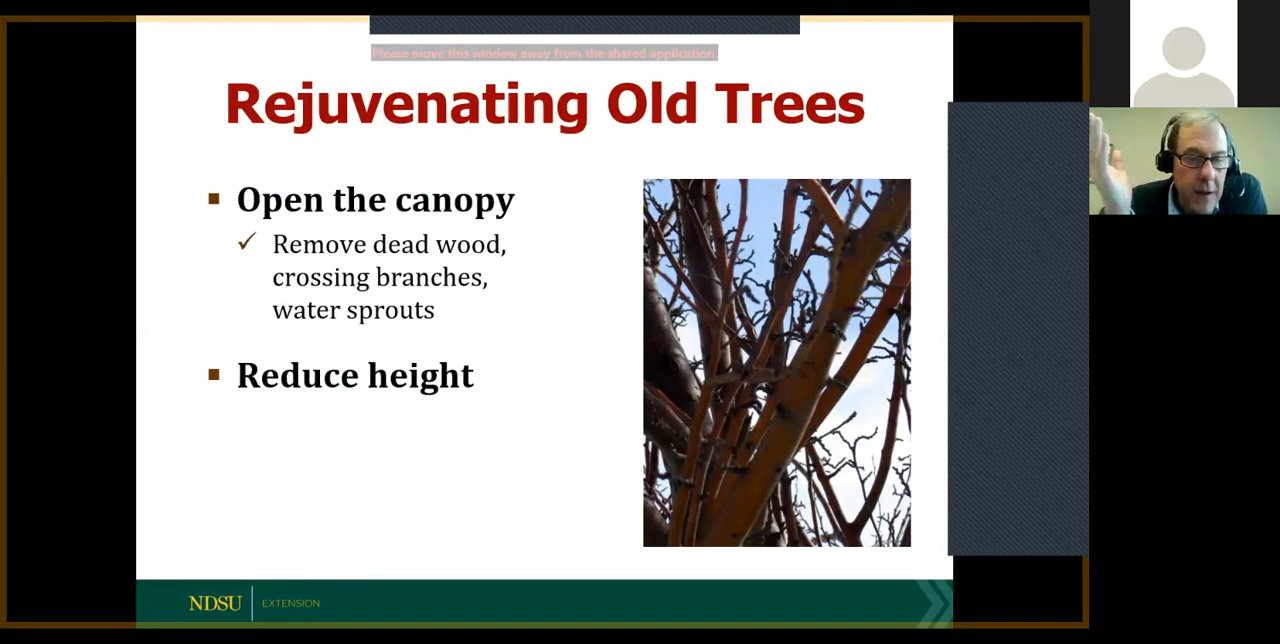 Please move this window away from the shared application.
Rejuvenating Old Trees
▪ Open the canopy
✓ Remove dead wood,
crossing branches,
water sprouts
▪ Reduce height
NDSU EXTENSION